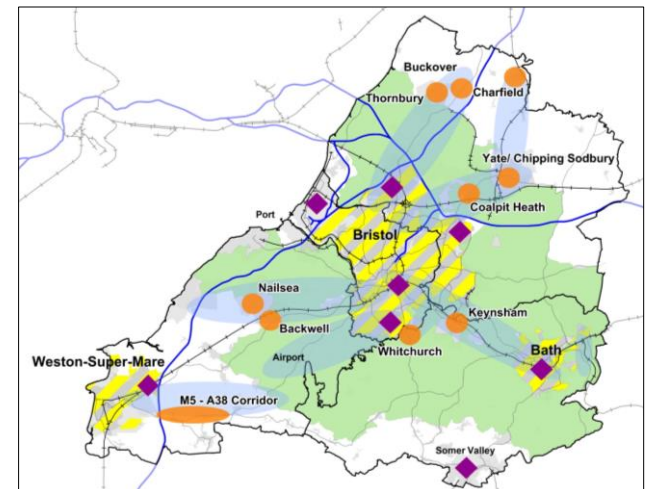 Buckover
Thornbury
Charfield
Yate/ Chipping Sodbury
Coalpit Heath
Port
Bristol
Nailsea
Backwell
Keynsham
Whitchurch
Bath
Airport
Weston-Super-Mare
M5 - A38 Corridor
Somer Valley